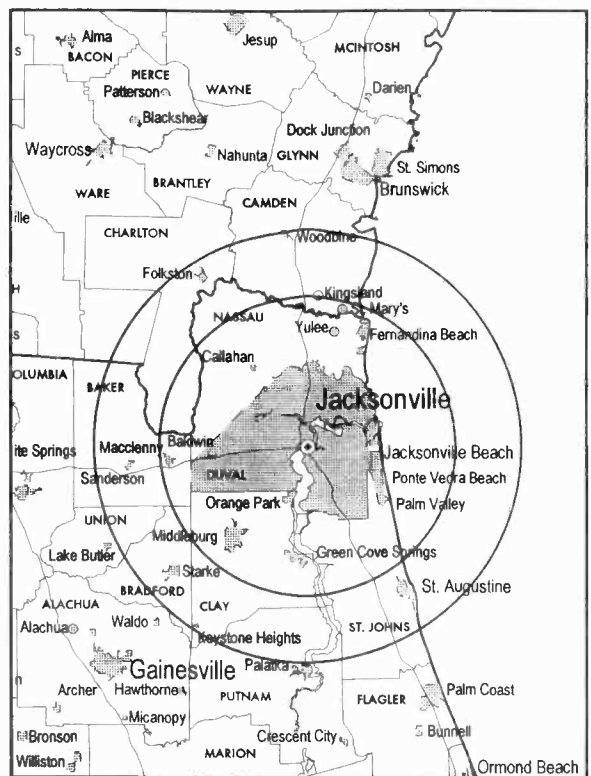 Alma
BACON
Jesup
MCINTOSH
PIERCE
Patterson
WAYNE
Darien
Blackshear
Dock Junction
Waycross
Nahunta
GLYNN
St. Simons
Brunswick
WARE
BRANTLEY
CAMDEN
ille
CHARLTON
Woodbine
Folkston
H
Kingsland
St. Mary's
NASSAU
Yulee
Fernandina Beach
s
Callahan
OLUMBIA
BAKER
Jacksonville
ite Springs
Macclenny
Baldwin
Jacksonville Beach
Sanderson
DUVAL
Ponte Vedra Beach
Orange Park
Palm Valley
UNION
Middleburg
Lake Butler
Green Cove Springs
Starke
St. Augustine
BRADFORD
ALACHUA
CLAY
Waldo
ST. JOHNS
Alachua
Keystone Heights
Gainesville
Palatka
Palm Coast
Archer
Hawthorne
PUTNAM
FLAGLER
Micanopy
Bunnell
Bronson
Crescent City
MARION
Williston
Ormond Beach